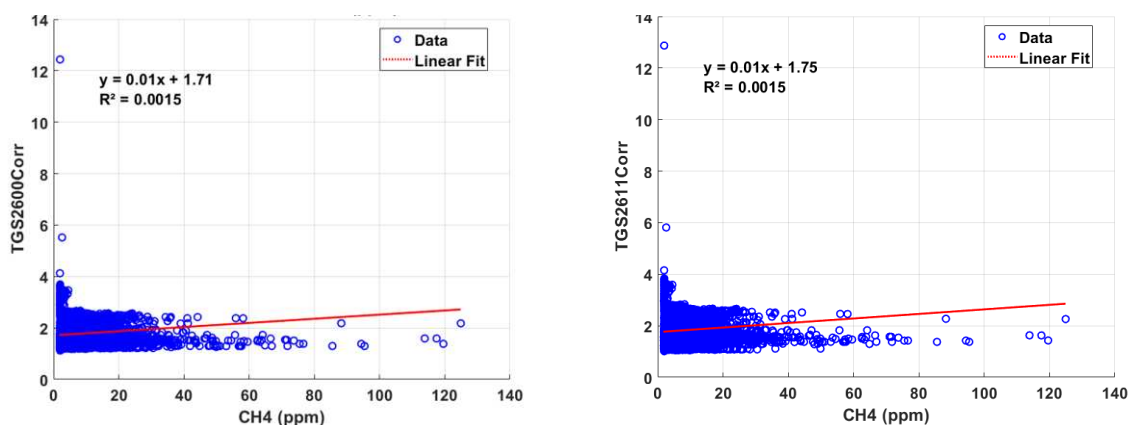 14
12
10
8
6
4
2
0
0
20
40
60
80
100
120
140
TGS2600Corr
CH4 (ppm)
Data
Linear Fit
y = 0.01x + 1.71
R² = 0.0015
14
12
10
8
6
4
2
0
0
20
40
60
80
100
120
140
TGS2611Corr
CH4 (ppm)
Data
Linear Fit
y = 0.01x + 1.75
R² = 0.0015